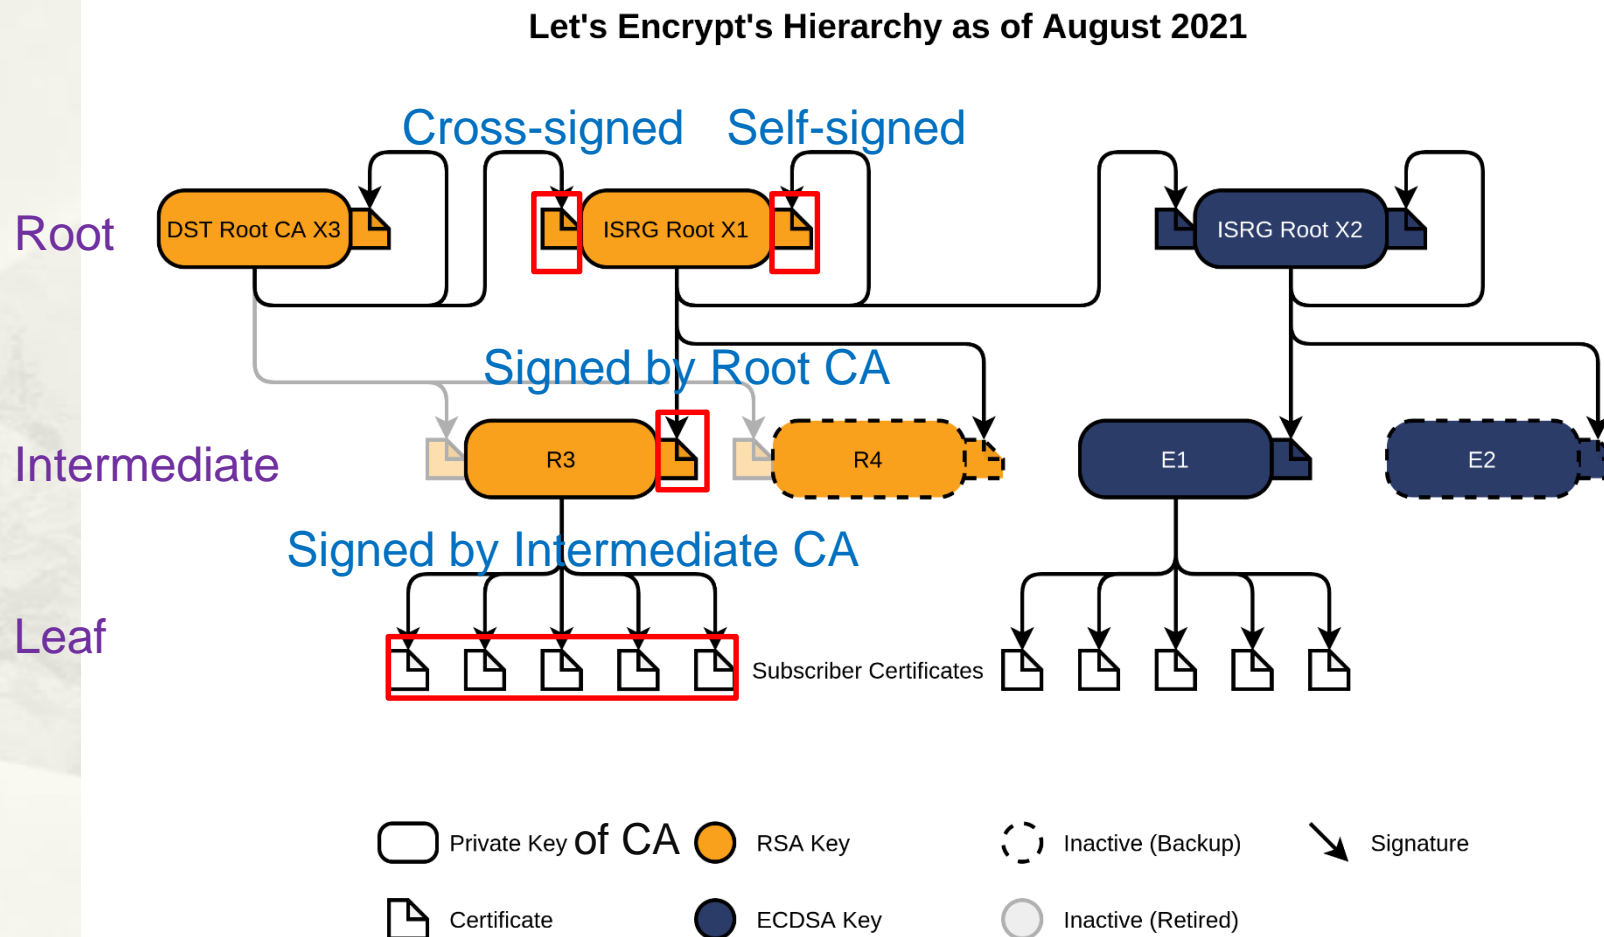 Let's Encrypt's Hierarchy as of August 2021
Cross-signed
Self-signed
Root
DST Root CA X3
ISRG Root X1
ISRG Root X2
Signed by Root CA
Intermediate
R3
R4
E1
E2
Signed by Intermediate CA
Leaf
Subscriber Certificates
Private Key of CA
RSA Key
Inactive (Backup)
Signature
Certificate
ECDSA Key
Inactive (Retired)